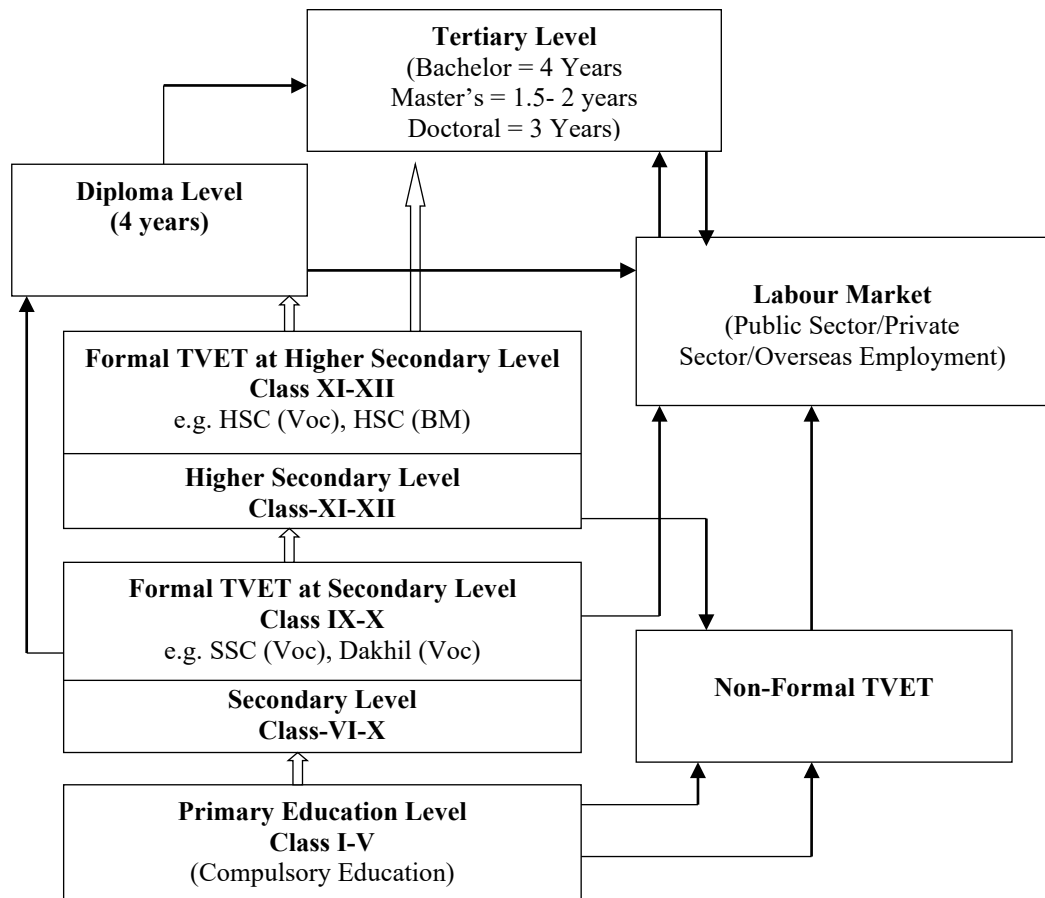 Tertiary Level
(Bachelor = 4 Years
Master’s = 1.5- 2 years
Doctoral = 3 Years)
Diploma Level
(4 years)
Labour Market
(Public Sector/Private
Sector/Overseas Employment)
Formal TVET at Higher Secondary Level
Class XI-XII
e.g. HSC (Voc), HSC (BM)
Higher Secondary Level
Class-XI-XII
Formal TVET at Secondary Level
Class IX-X
e.g. SSC (Voc), Dakhil (Voc)
Secondary Level
Class-VI-X
Non-Formal TVET
Primary Education Level
Class I-V
(Compulsory Education)